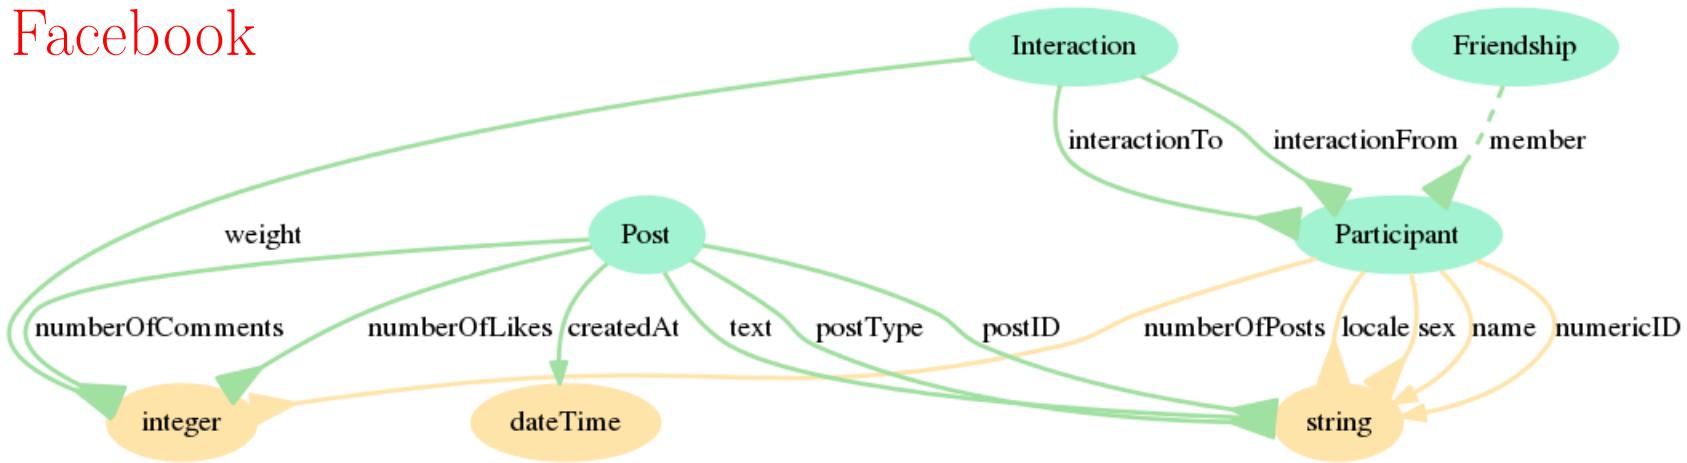 Facebook
Interaction
Friendship
interactionTo
interactionFrom
member
weight
Post
Participant
numberOfComments
numberOfLikes
createdAt
text
postType
postID
numberOfPosts
locale
sex
name
numericID
integer
dateTime
string